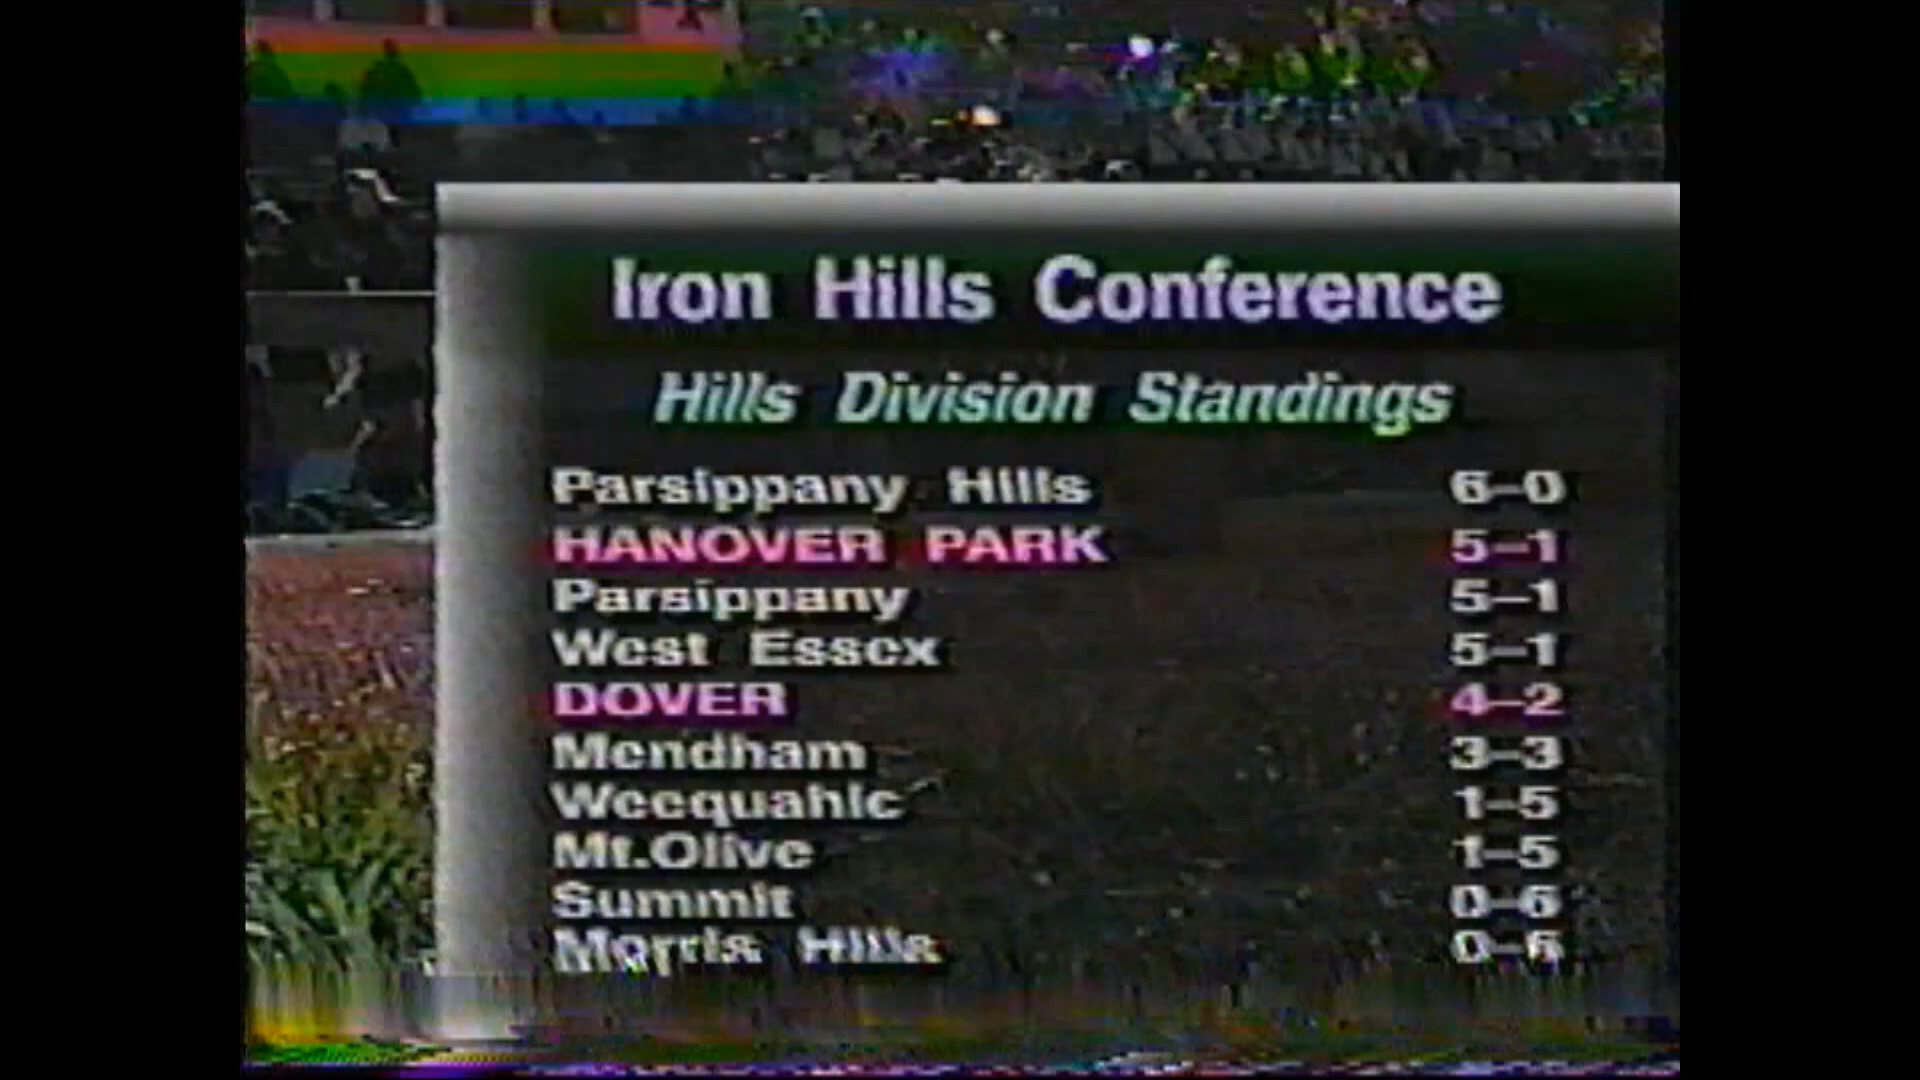 Iron Hills Conference
Hills Division Standings
Parsippany Hills 6-0
HANOVER PARK 5-1
Parsippany 5-1
West Essex 5-1
DOVER 4-2
Mendham 3-3
Weequahic 1-5
Mt.Olive 1-5
Summit 0-6
Morris Hills 0-6